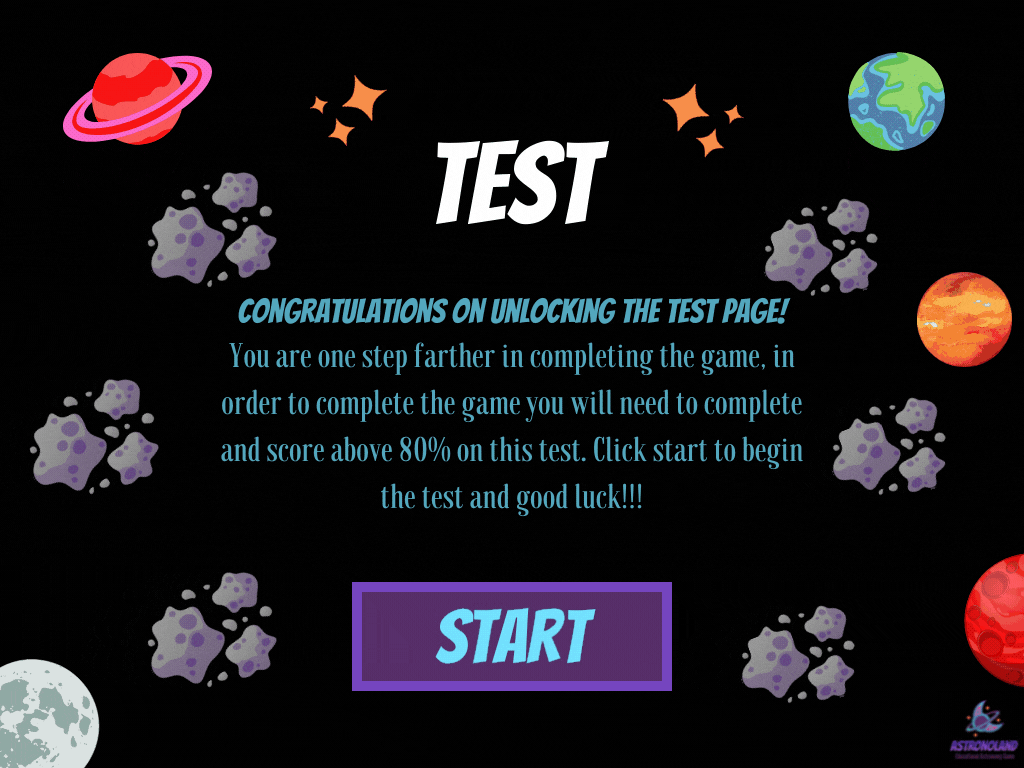 TEST
CONGRATULATIONS ON UNLOCKING THE TEST PAGE!
You are one step farther in completing the game, in
order to complete the game you will need to complete
and score above 80% on this test. Click start to begin
the test and good luck!!!
START
ASTRONOLAND